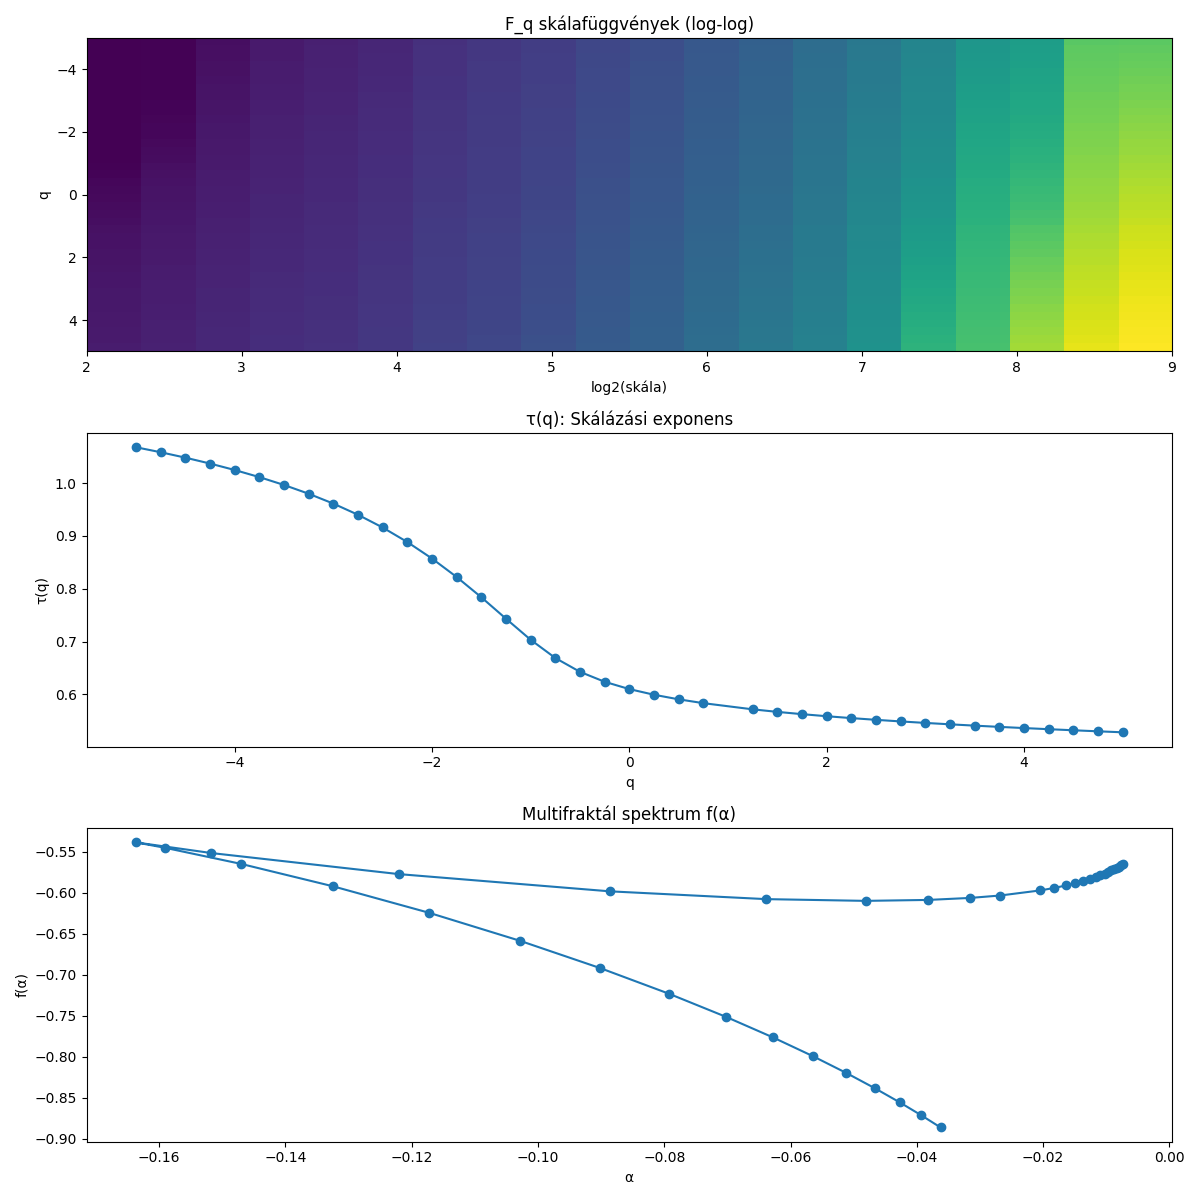 F_q skálafüggvények (log-log)
q
−4
−2
0
2
4
2 3 4 5 6 7 8 9
log2(skála)
τ(q): Skálázási exponens
τ(q)
1.0
0.9
0.8
0.7
0.6
−4 −2 0 2 4
q
Multifraktál spektrum f(α)
f(α)
−0.55
−0.60
−0.65
−0.70
−0.75
−0.80
−0.85
−0.90
−0.16 −0.14 −0.12 −0.10 −0.08 −0.06 −0.04 −0.02 0.00
α